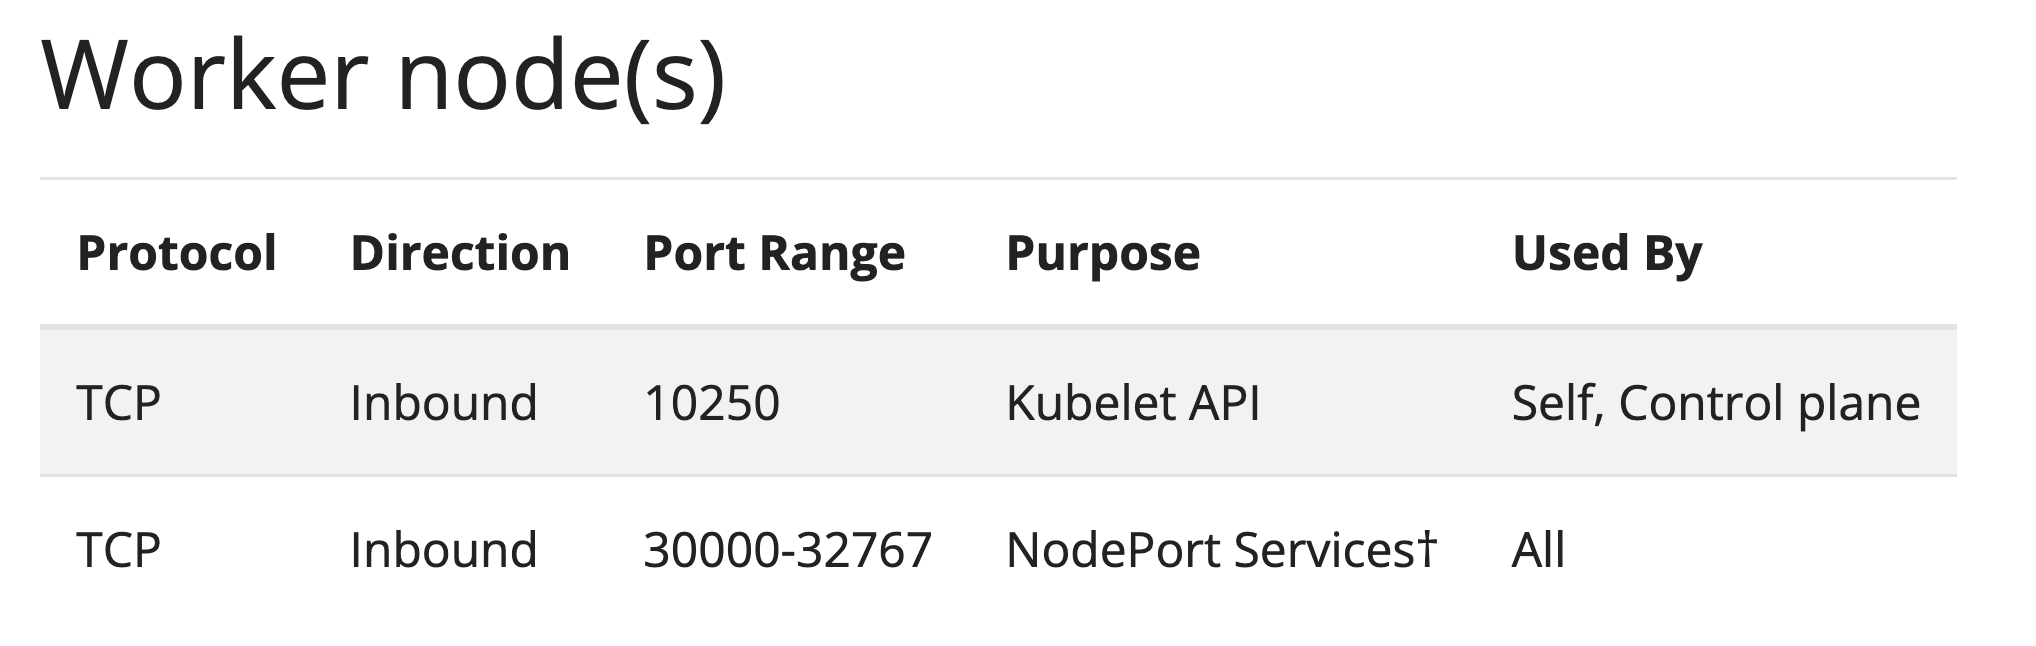 Worker node(s)
Protocol Direction Port Range Purpose Used By
TCP Inbound 10250 Kubelet API Self, Control plane
TCP Inbound 30000-32767 NodePort Services† All